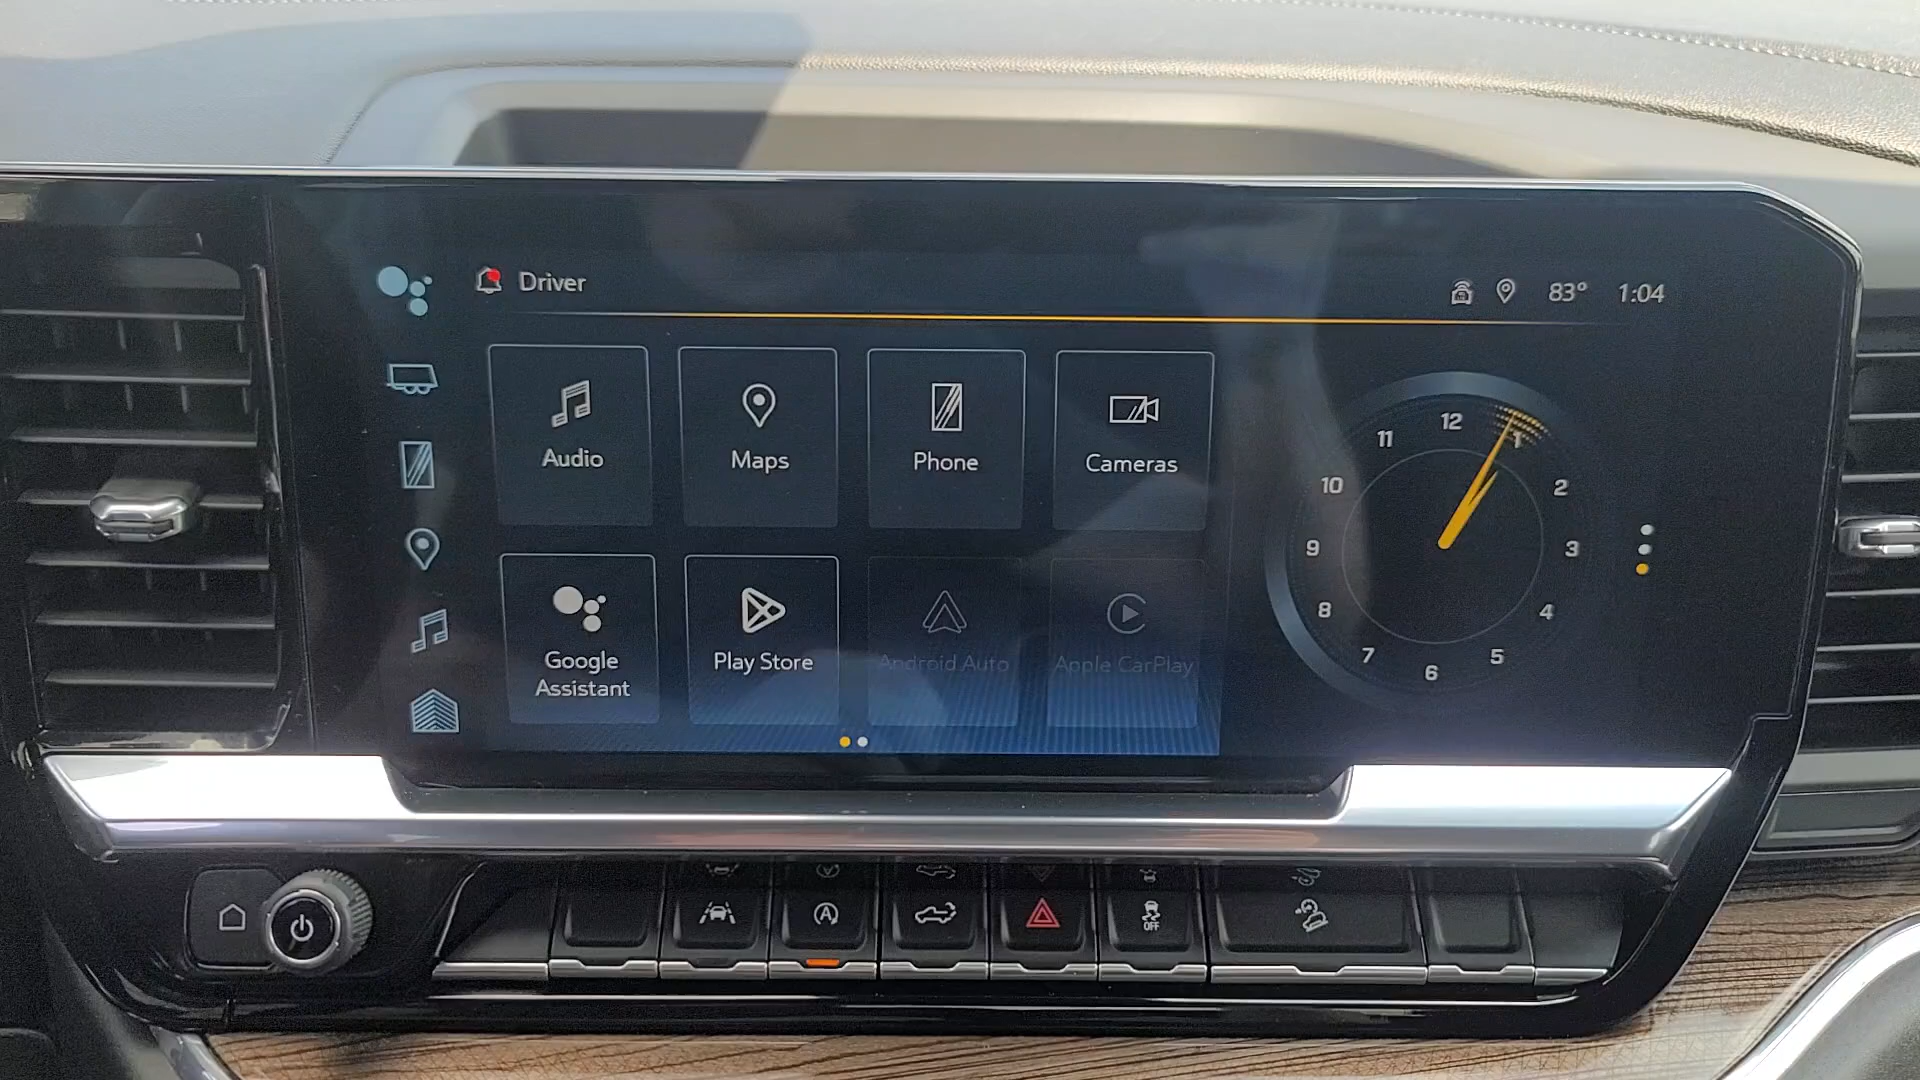 Driver
83° 1:04
Audio
Maps
Phone
Cameras
Google
Assistant
Play Store
Android Auto
Apple CarPlay
12
1
2
3
4
5
6
7
8
9
10
11
A
OFF